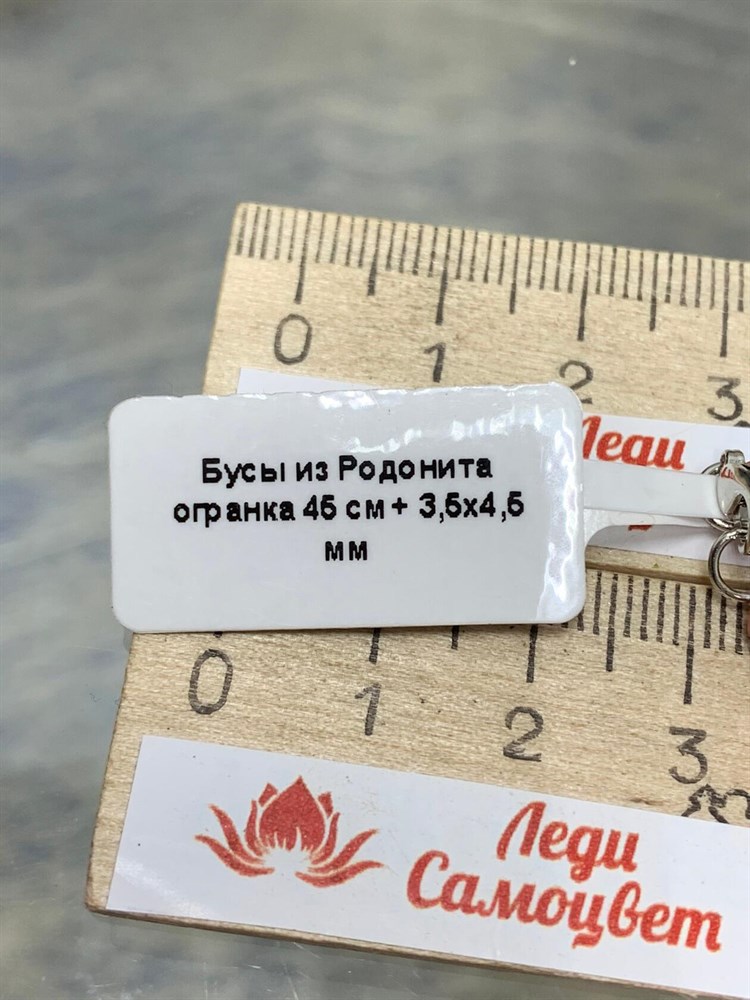 0 1 2 3
Леди
Бусы из Родонита
огранка 45 см + 3,5х4,5
мм
0 1 2 3
Леди
Самоцвет